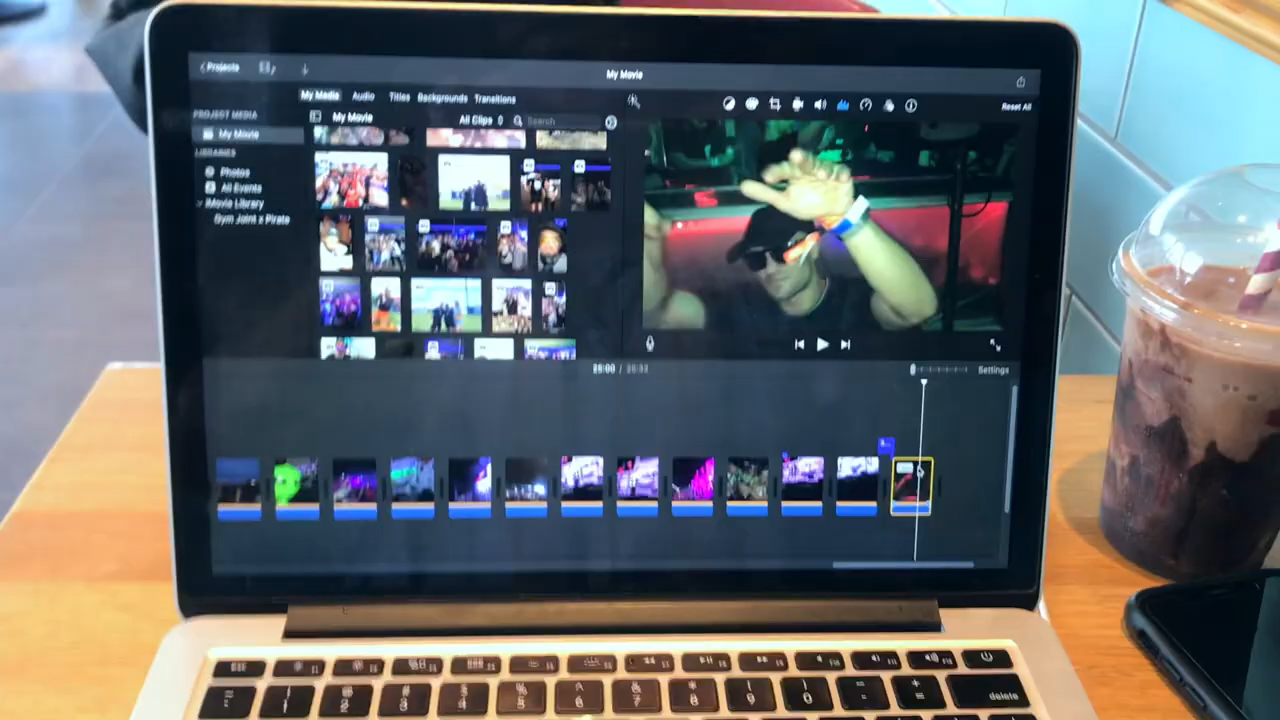 Projects
My Movie
My Media Audio Titles Backgrounds Transitions
Reset All
PROJECT MEDIA
My Movie
My Movie All Clips Search
LIBRARIES
Photos
All Events
iMovie Library
Gym Joint x Pirate
Settings
delete